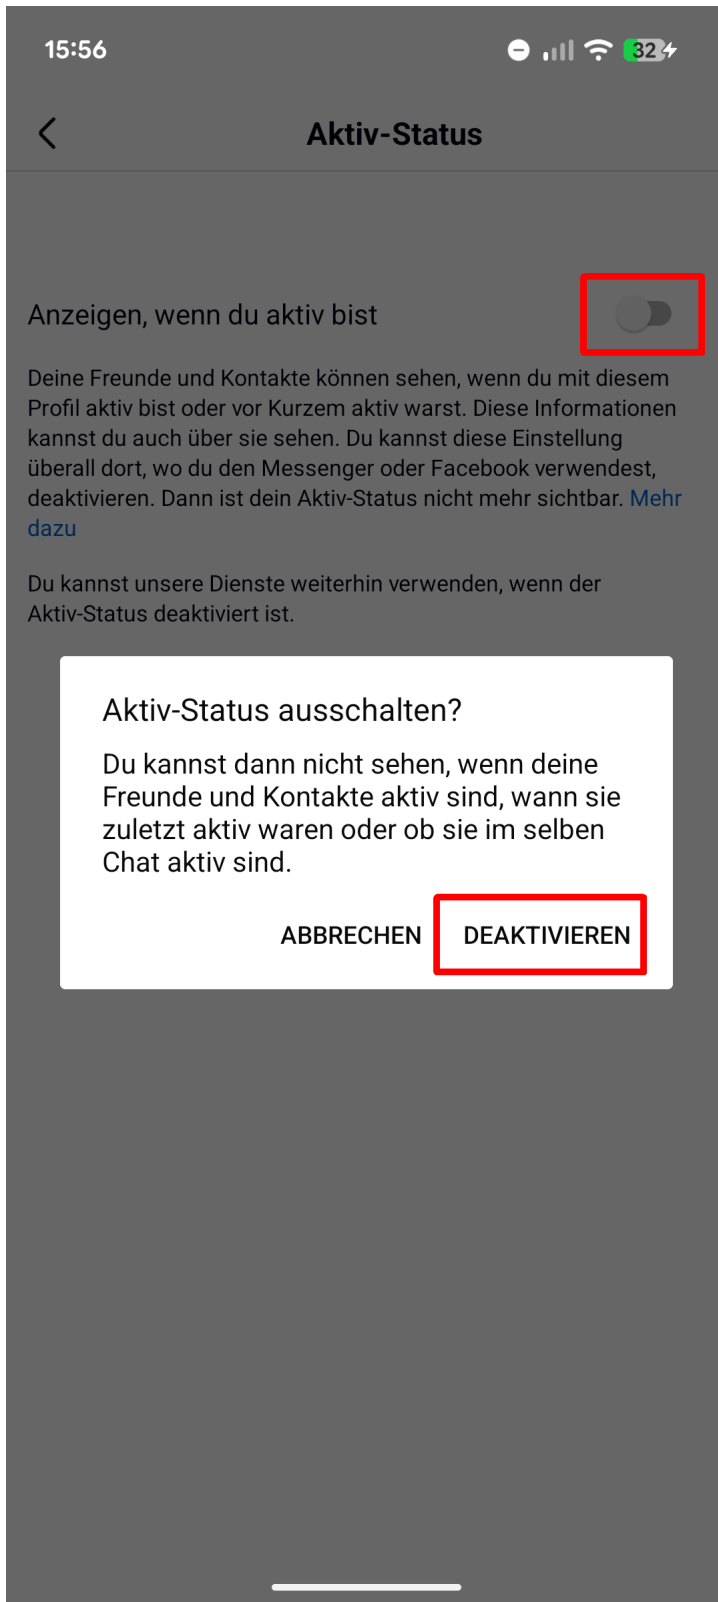 15:56
32
Aktiv-Status
Anzeigen, wenn du aktiv bist
Deine Freunde und Kontakte können sehen, wenn du mit diesem
Profil aktiv bist oder vor Kurzem aktiv warst. Diese Informationen
kannst du auch über sie sehen. Du kannst diese Einstellung
überall dort, wo du den Messenger oder Facebook verwendest,
deaktivieren. Dann ist dein Aktiv-Status nicht mehr sichtbar. Mehr
dazu
Du kannst unsere Dienste weiterhin verwenden, wenn der
Aktiv-Status deaktiviert ist.
Aktiv-Status ausschalten?
Du kannst dann nicht sehen, wenn deine
Freunde und Kontakte aktiv sind, wann sie
zuletzt aktiv waren oder ob sie im selben
Chat aktiv sind.
ABBRECHEN DEAKTIVIEREN